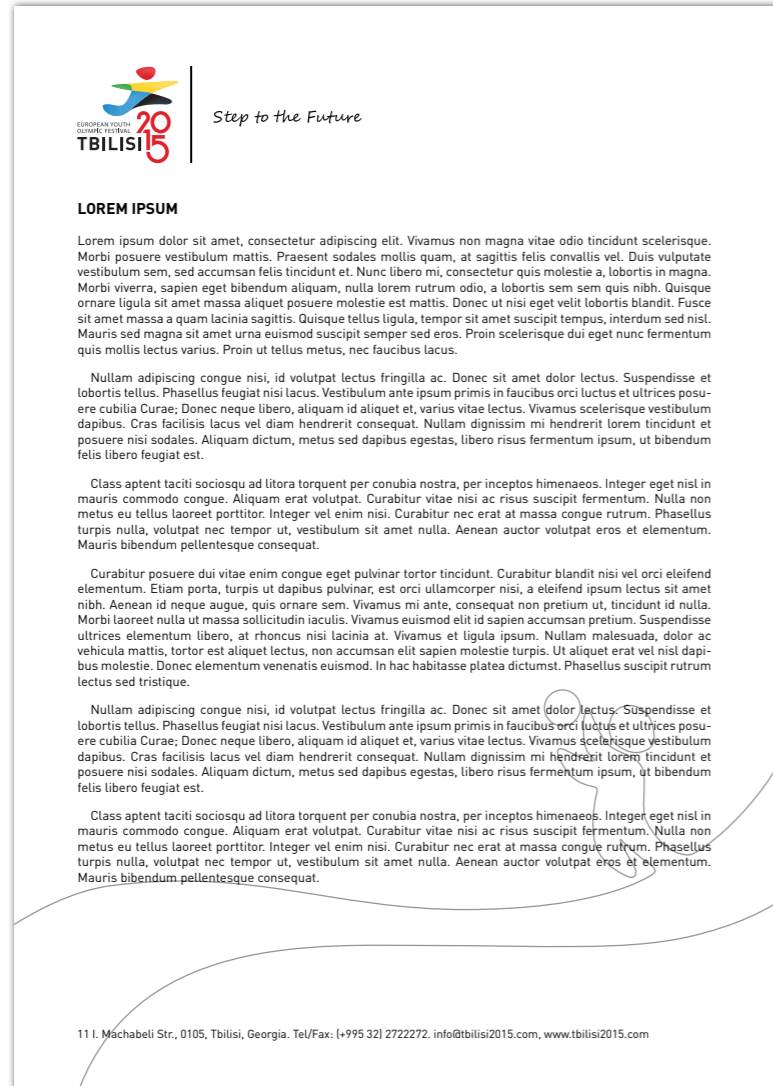 EUROPEAN YOUTH
OLYMPIC FESTIVAL
TBILISI
2015
Step to the Future
LOREM IPSUM
Lorem ipsum dolor sit amet, consectetur adipiscing elit. Vivamus non magna vitae odio tincidunt scelerisque.
Morbi posuere vestibulum mattis. Praesent sodales mollis quam, at sagittis felis convallis vel. Duis vulputate
vestibulum sem, sed accumsan felis tincidunt et. Nunc libero mi, consectetur quis molestie a, lobortis in magna.
Morbi viverra, sapien eget bibendum aliquam, nulla lorem rutrum odio, a lobortis sem sem quis nibh. Quisque
ornare ligula sit amet massa aliquet posuere molestie est mattis. Donec ut nisi eget velit lobortis blandit. Fusce
sit amet massa a quam lacinia sagittis. Quisque tellus ligula, tempor sit amet suscipit tempus, interdum sed nisl.
Mauris sed magna sit amet urna euismod suscipit semper sed eros. Proin scelerisque dui eget nunc fermentum
quis mollis lectus varius. Proin ut tellus metus, nec faucibus lacus.
Nullam adipiscing congue nisi, id volutpat lectus fringilla ac. Donec sit amet dolor lectus. Suspendisse et
lobortis tellus. Phasellus feugiat nisi lacus. Vestibulum ante ipsum primis in faucibus orci luctus et ultrices posu-
ere cubilia Curae; Donec neque libero, aliquam id aliquet et, varius vitae lectus. Vivamus scelerisque vestibulum
dapibus. Cras facilisis lacus vel diam hendrerit consequat. Nullam dignissim mi hendrerit lorem tincidunt et
posuere nisi sodales. Aliquam dictum, metus sed dapibus egestas, libero risus fermentum ipsum, ut bibendum
felis libero feugiat est.
Class aptent taciti sociosqu ad litora torquent per conubia nostra, per inceptos himenaeos. Integer eget nisl in
mauris commodo congue. Aliquam erat volutpat. Curabitur vitae nisi ac risus suscipit fermentum. Nulla non
metus eu tellus laoreet porttitor. Integer vel enim nisi. Curabitur nec erat at massa congue rutrum. Phasellus
turpis nulla, volutpat nec tempor ut, vestibulum sit amet nulla. Aenean auctor volutpat eros et elementum.
Mauris bibendum pellentesque consequat.
Curabitur posuere dui vitae enim congue eget pulvinar tortor tincidunt. Curabitur blandit nisi vel orci eleifend
elementum. Etiam porta, turpis ut dapibus pulvinar, est orci ullamcorper nisi, a eleifend ipsum lectus sit amet
nibh. Aenean id neque augue, quis ornare sem. Vivamus mi ante, consequat non pretium ut, tincidunt id nulla.
Morbi laoreet nulla ut massa sollicitudin iaculis. Vivamus euismod elit id sapien accumsan pretium. Suspendisse
ultrices elementum libero, at rhoncus nisi lacinia at. Vivamus et ligula ipsum. Nullam malesuada, dolor ac
vehicula mattis, tortor est aliquet lectus, non accumsan elit sapien molestie turpis. Ut aliquet erat vel nisl dapi-
bus molestie. Donec elementum venenatis euismod. In hac habitasse platea dictumst. Phasellus suscipit rutrum
lectus sed tristique.
Nullam adipiscing congue nisi, id volutpat lectus fringilla ac. Donec sit amet dolor lectus. Suspendisse et
lobortis tellus. Phasellus feugiat nisi lacus. Vestibulum ante ipsum primis in faucibus orci luctus et ultrices posu-
ere cubilia Curae; Donec neque libero, aliquam id aliquet et, varius vitae lectus. Vivamus scelerisque vestibulum
dapibus. Cras facilisis lacus vel diam hendrerit consequat. Nullam dignissim mi hendrerit lorem tincidunt et
posuere nisi sodales. Aliquam dictum, metus sed dapibus egestas, libero risus fermentum ipsum, ut bibendum
felis libero feugiat est.
Class aptent taciti sociosqu ad litora torquent per conubia nostra, per inceptos himenaeos. Integer eget nisl in
mauris commodo congue. Aliquam erat volutpat. Curabitur vitae nisi ac risus suscipit fermentum. Nulla non
metus eu tellus laoreet porttitor. Integer vel enim nisi. Curabitur nec erat at massa congue rutrum. Phasellus
turpis nulla, volutpat nec tempor ut, vestibulum sit amet nulla. Aenean auctor volutpat eros et elementum.
Mauris bibendum pellentesque consequat.
11 I. Machabeli Str., 0105, Tbilisi, Georgia. Tel/Fax: (+995 32) 2722272. info@tbilisi2015.com, www.tbilisi2015.com